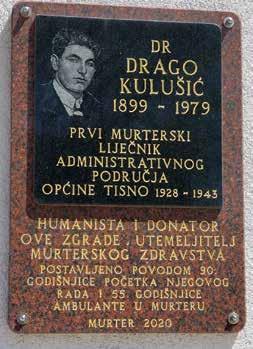 DR
DRAGO
KULUŠIĆ
1899 - 1979
PRVI MURTERSKI
LIJEČNIK
ADMINISTRATIVNOG
PODRUČJA
OPĆINE TISNO 1928 - 1943
HUMANISTA I DONATOR
OVE ZGRADE, UTEMELJITELJ
MURTERSKOG ZDRAVSTVA
POSTAVLJENO POVODOM 90.
GODIŠNJICE POČETKA NJEGOVOG
RADA I 55. GODIŠNJICE
AMBULANTE U MURTERU
MURTER 2020